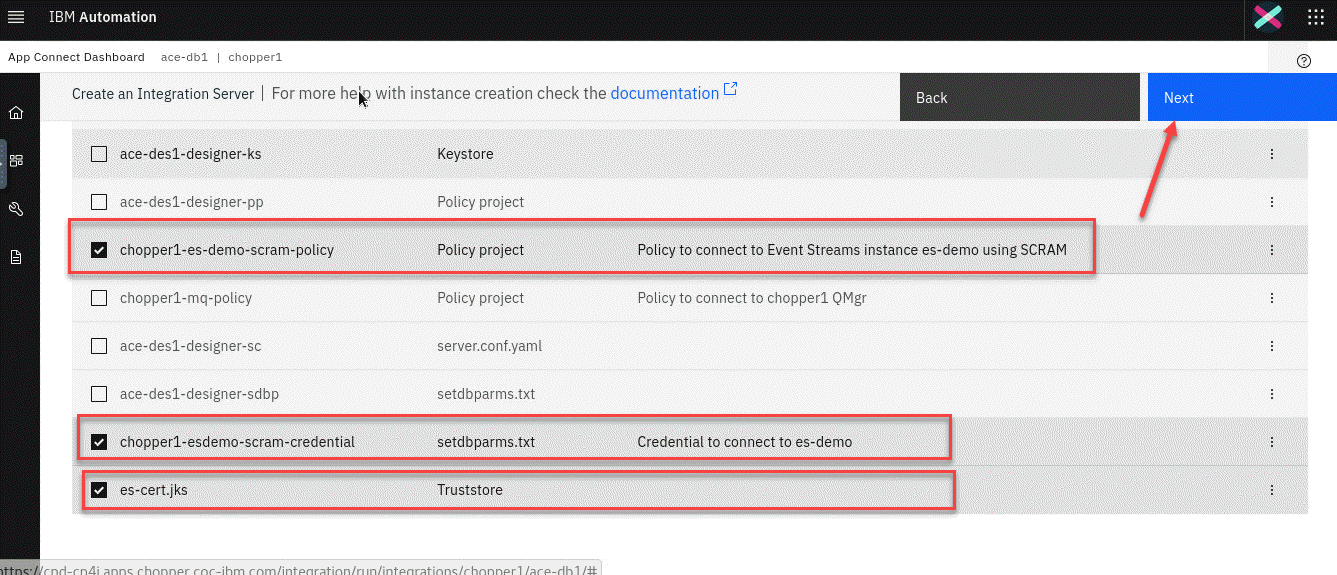 IBM Automation
App Connect Dashboard ace-db1 | chopper1
Create an Integration Server | For more help with instance creation check the documentation
Back
Next
ace-des1-designer-ks Keystore
ace-des1-designer-pp Policy project
chopper1-es-demo-scram-policy Policy project Policy to connect to Event Streams instance es-demo using SCRAM
chopper1-mq-policy Policy project Policy to connect to chopper1 QMgr
ace-des1-designer-sc server.conf.yaml
ace-des1-designer-sdbp setdbparms.txt
chopper1-esdemo-scram-credential setdbparms.txt Credential to connect to es-demo
es-cert.jks Truststore
https://cpd-cp4i.apps.chopper.coc-ibm.com/integration/run/integrations/chopper1/ace-db1/#